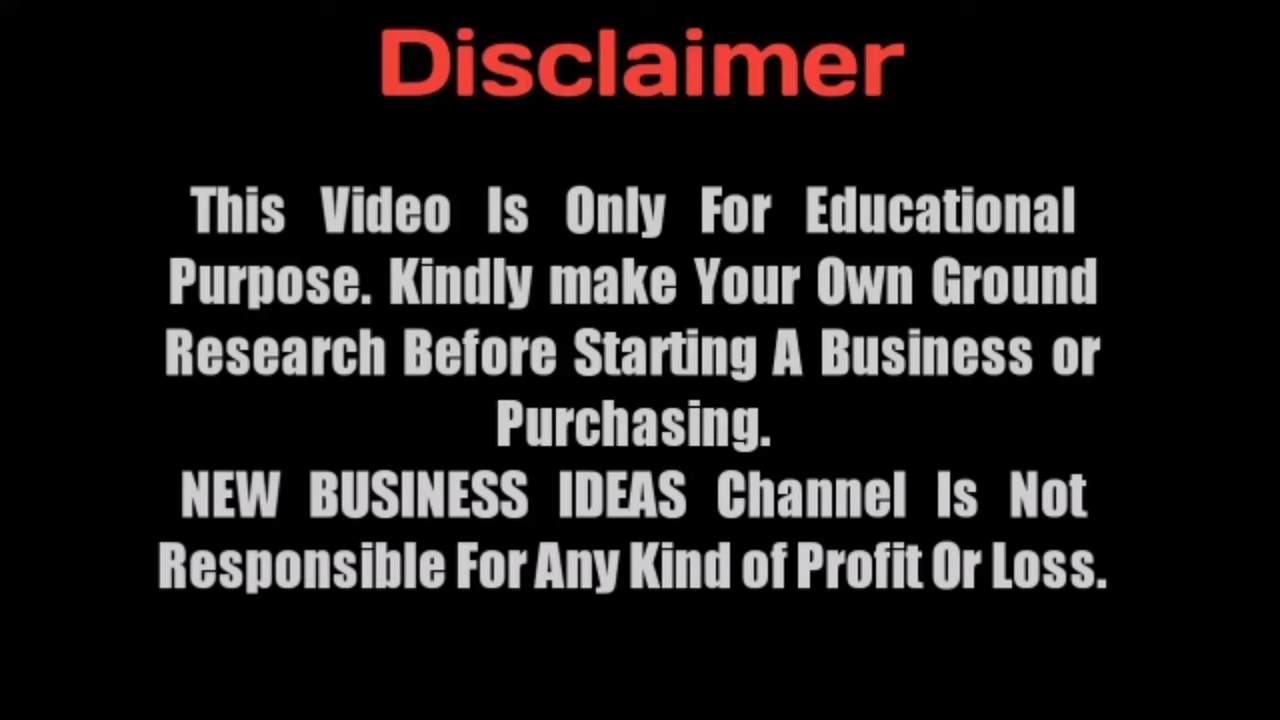 Disclaimer
This Video Is Only For Educational
Purpose. Kindly make Your Own Ground
Research Before Starting A Business or
Purchasing.
NEW BUSINESS IDEAS Channel Is Not
Responsible For Any Kind of Profit Or Loss.